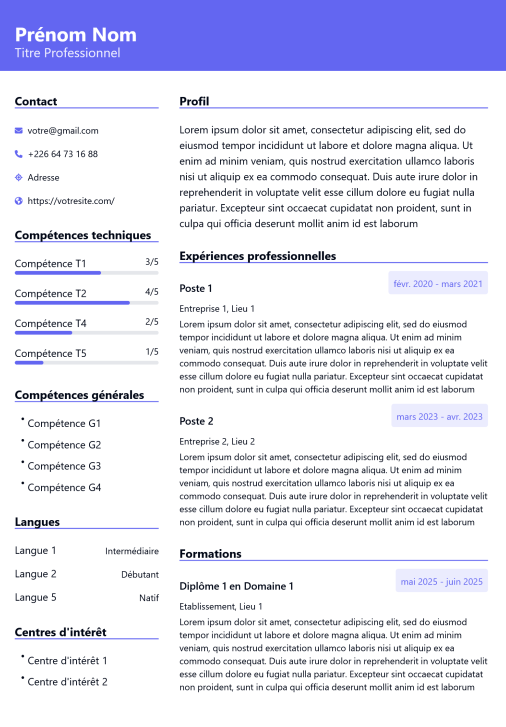 Prénom Nom
Titre Professionnel
Contact
votre@gmail.com
+226 64 73 16 88
Adresse
https://votresite.com/
Compétences techniques
Compétence T1 3/5
Compétence T2 4/5
Compétence T4 2/5
Compétence T5 1/5
Compétences générales
• Compétence G1
• Compétence G2
• Compétence G3
• Compétence G4
Langues
Langue 1 Intermédiaire
Langue 2 Débutant
Langue 5 Natif
Centres d'intérêt
• Centre d'intérêt 1
• Centre d'intérêt 2
Profil
Lorem ipsum dolor sit amet, consectetur adipiscing elit, sed do
eiusmod tempor incididunt ut labore et dolore magna aliqua. Ut
enim ad minim veniam, quis nostrud exercitation ullamco laboris
nisi ut aliquip ex ea commodo consequat. Duis aute irure dolor in
reprehenderit in voluptate velit esse cillum dolore eu fugiat nulla
pariatur. Excepteur sint occaecat cupidatat non proident, sunt in
culpa qui officia deserunt mollit anim id est laborum
Expériences professionnelles
Poste 1 févr. 2020 - mars 2021
Entreprise 1, Lieu 1
Lorem ipsum dolor sit amet, consectetur adipiscing elit, sed do eiusmod
tempor incididunt ut labore et dolore magna aliqua. Ut enim ad minim
veniam, quis nostrud exercitation ullamco laboris nisi ut aliquip ex ea
commodo consequat. Duis aute irure dolor in reprehenderit in voluptate velit
esse cillum dolore eu fugiat nulla pariatur. Excepteur sint occaecat cupidatat
non proident, sunt in culpa qui officia deserunt mollit anim id est laborum
Poste 2 mars 2023 - avr. 2023
Entreprise 2, Lieu 2
Lorem ipsum dolor sit amet, consectetur adipiscing elit, sed do eiusmod
tempor incididunt ut labore et dolore magna aliqua. Ut enim ad minim
veniam, quis nostrud exercitation ullamco laboris nisi ut aliquip ex ea
commodo consequat. Duis aute irure dolor in reprehenderit in voluptate velit
esse cillum dolore eu fugiat nulla pariatur. Excepteur sint occaecat cupidatat
non proident, sunt in culpa qui officia deserunt mollit anim id est laborum
Formations
Diplôme 1 en Domaine 1 mai 2025 - juin 2025
Etablissement, Lieu 1
Lorem ipsum dolor sit amet, consectetur adipiscing elit, sed do eiusmod
tempor incididunt ut labore et dolore magna aliqua. Ut enim ad minim
veniam, quis nostrud exercitation ullamco laboris nisi ut aliquip ex ea
commodo consequat. Duis aute irure dolor in reprehenderit in voluptate velit
esse cillum dolore eu fugiat nulla pariatur. Excepteur sint occaecat cupidatat
non proident, sunt in culpa qui officia deserunt mollit anim id est laborum